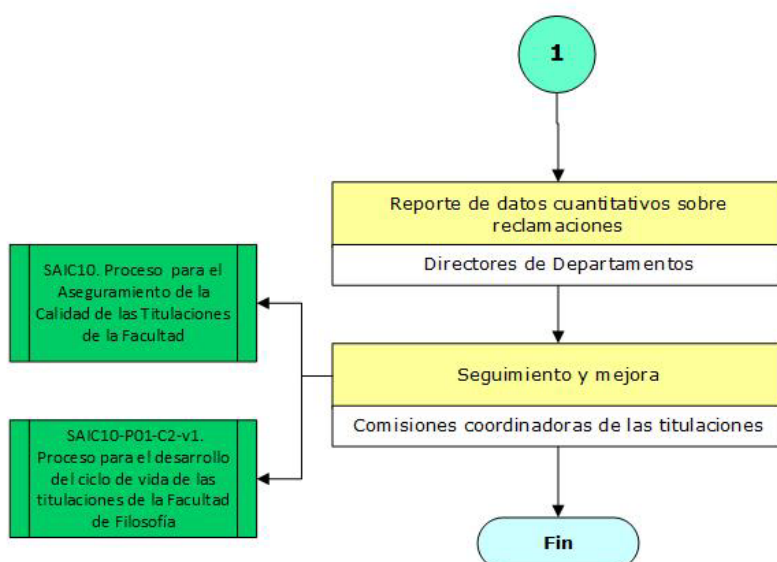 1
Reporte de datos cuantitativos sobre
reclamaciones
Directores de Departamentos
SAIC10. Proceso para el
Aseguramiento de la
Calidad de las Titulaciones
de la Facultad
Seguimiento y mejora
Comisiones coordinadoras de las titulaciones
SAIC10-P01-C2-v1.
Proceso para el desarrollo
del ciclo de vida de las
titulaciones de la Facultad
de Filosofía
Fin